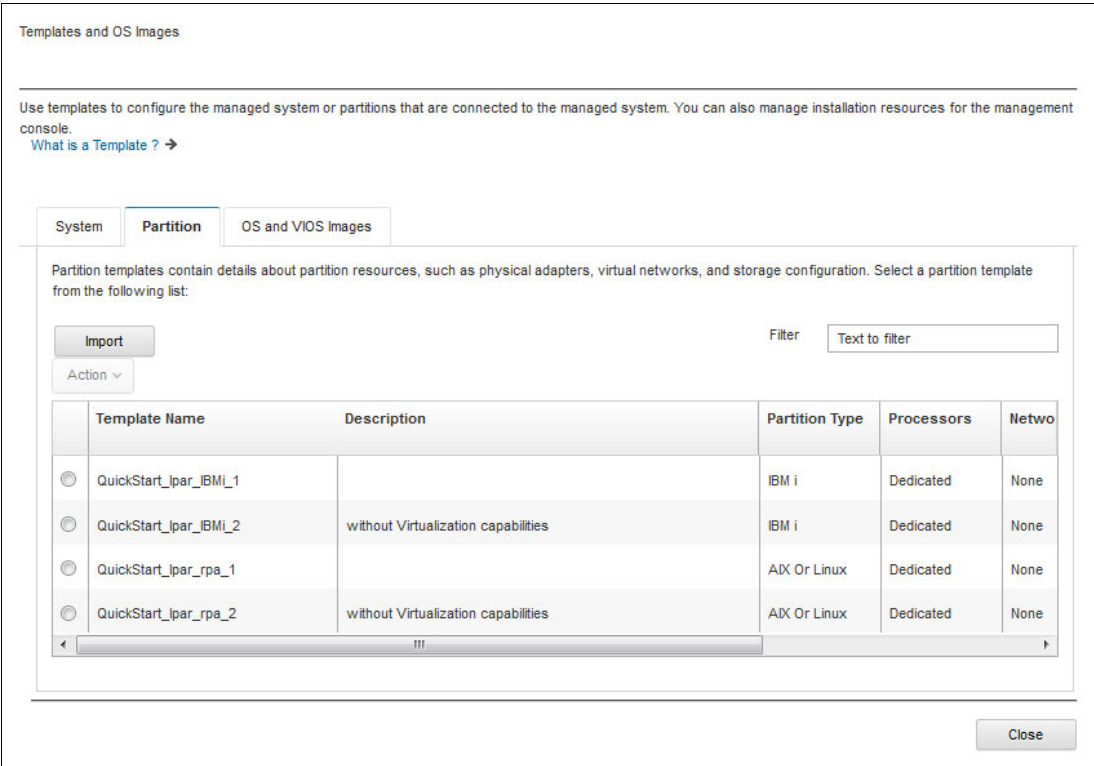 Templates and OS Images
Use templates to configure the managed system or partitions that are connected to the managed system. You can also manage installation resources for the management
console.
What is a Template ? →
System Partition OS and VIOS Images
Partition templates contain details about partition resources, such as physical adapters, virtual networks, and storage configuration. Select a partition template
from the following list:
Import Filter Text to filter
Action
Template Name Description Partition Type Processors Netwo
QuickStart_lpar_IBMi_1 IBM i Dedicated None
QuickStart_lpar_IBMi_2 without Virtualization capabilities IBM i Dedicated None
QuickStart_lpar_rpa_1 AIX Or Linux Dedicated None
QuickStart_lpar_rpa_2 without Virtualization capabilities AIX Or Linux Dedicated None
Close